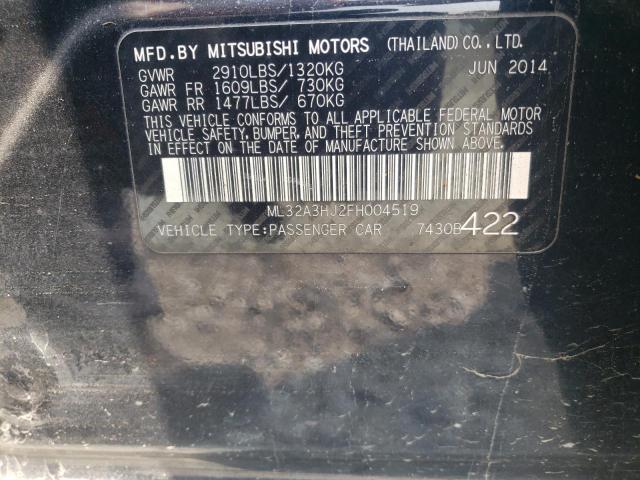 MFD.BY MITSUBISHI MOTORS (THAILAND)CO.,LTD.
GVWR 2910LBS/1320KG JUN 2014
GAWR FR 1609LBS/ 730KG
GAWR RR 1477LBS/ 670KG
THIS VEHICLE CONFORMS TO ALL APPLICABLE FEDERAL MOTOR
VEHICLE SAFETY, BUMPER, AND THEFT PREVENTION STANDARDS
IN EFFECT ON THE DATE OF MANUFACTURE SHOWN ABOVE.
ML32A3HJ2FH004519
VEHICLE TYPE:PASSENGER CAR 7430B422